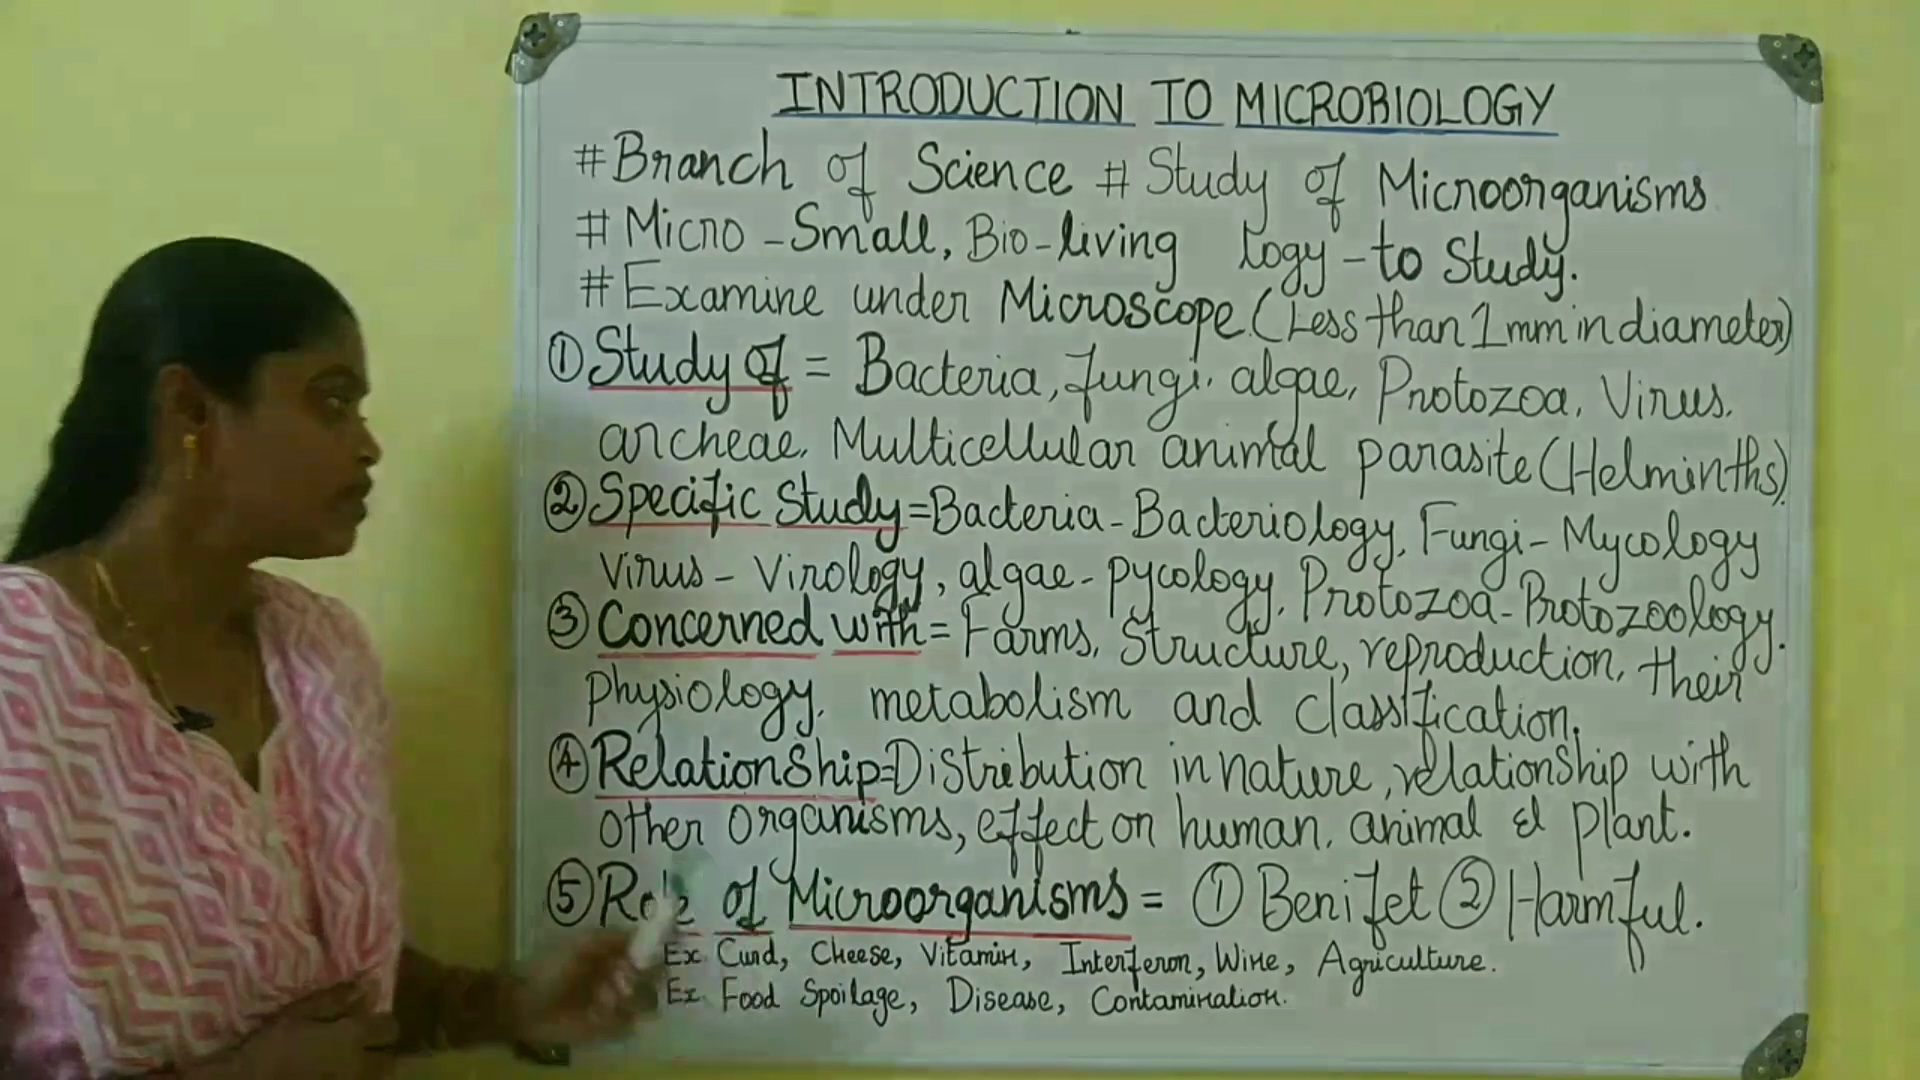 INTRODUCTION TO MICROBIOLOGY
# Branch of Science # Study of Microorganisms
# Micro - Small, Bio - living logy - to Study.
# Examine under Microscope. (Less than 1 mm in diameter)
① Study of = Bacteria, fungi, algae, Protozoa, Virus,
archeae, Multicellular animal parasite (Helminths).
② Specific Study = Bacteria - Bacteriology, Fungi - Mycology
Virus - Virology, algae - pycology, Protozoa - Protozoology.
③ Concerned with = Farms, Structure, reproduction, their
Physiology, metabolism and classification.
④ Relationship = Distribution in nature, relationship with
other organisms, effect on human, animal & plant.
⑤ Role of Microorganisms = ① Benifet ② Harmful.
Ex Curd, Cheese, Vitamin, Interferon, Wine, Agriculture.
Ex. Food Spoilage, Disease, Contamination.